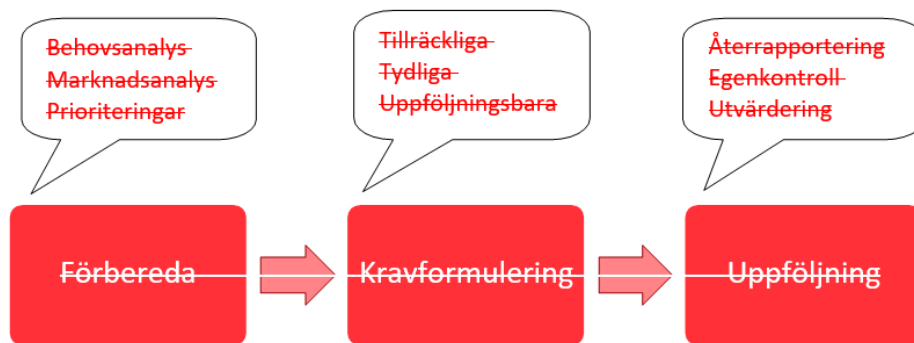 Behovsanalys
Marknadsanalys
Prioriteringar
Tillräckliga
Tydliga
Uppföljningsbara
Återrapportering
Egenkontroll
Utvärdering
Förbereda
Kravformulering
Uppföljning